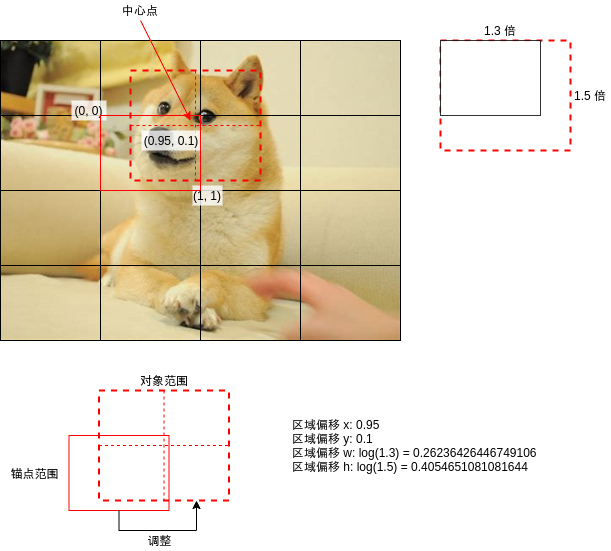 中心点
1.3 倍
(0, 0)
1.5 倍
(0.95, 0.1)
(1, 1)
对象范围
锚点范围
调整
区域偏移 x: 0.95
区域偏移 y: 0.1
区域偏移 w: log(1.3) = 0.26236426446749106
区域偏移 h: log(1.5) = 0.4054651081081644